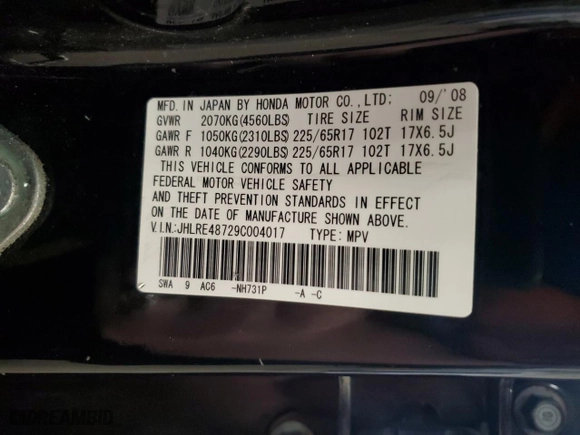 MFD. IN JAPAN BY HONDA MOTOR CO.,LTD: 09/'08
GVWR 2070KG(4560LBS) TIRE SIZE RIM SIZE
GAWR F 1050KG(2310LBS) 225/65R17 102T 17X6.5J
GAWR R 1040KG(2290LBS) 225/65R17 102T 17X6.5J
THIS VEHICLE CONFORMS TO ALL APPLICABLE
FEDERAL MOTOR VEHICLE SAFETY
AND THEFT PREVENTION STANDARDS IN EFFECT
ON THE DATE OF MANUFACTURE SHOWN ABOVE.
V.I.N:JHLRE48729C004017 TYPE: MPV
SWA 9 AC6 -NH731P -A -C
DREAMBID